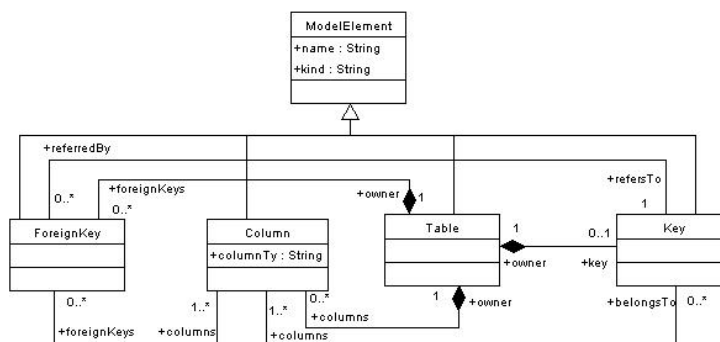 ModelElement
+name : String
+kind : String
+referredBy
+foreignKeys
+owner
+refersTo
0..*
0..*
1
1
ForeignKey
Column
Table
1
0..1
Key
+columnTy : String
+owner
+key
0..*
1..*
1..*
0..*
1
+owner
+belongsTo
0..*
+foreignKeys
+columns
+columns
+columns